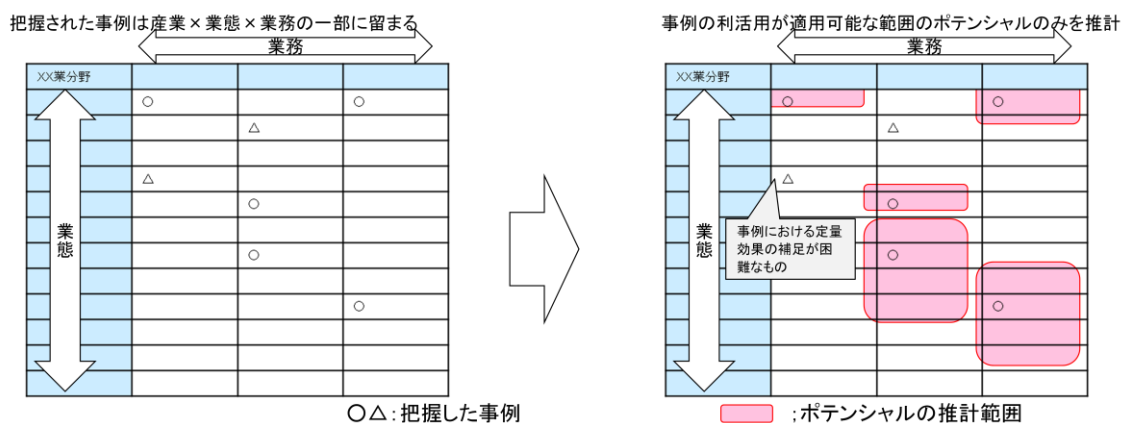 把握された事例は産業×業態×業務の一部に留まる
業務
XX業分野
○
○
△
△
○
業態
○
○
○△:把握した事例
事例の利活用が適用可能な範囲のポテンシャルのみを推計
業務
XX業分野
○
○
△
△
○
業態
事例における定量
効果の補足が困
難なもの
○
○
;ポテンシャルの推計範囲